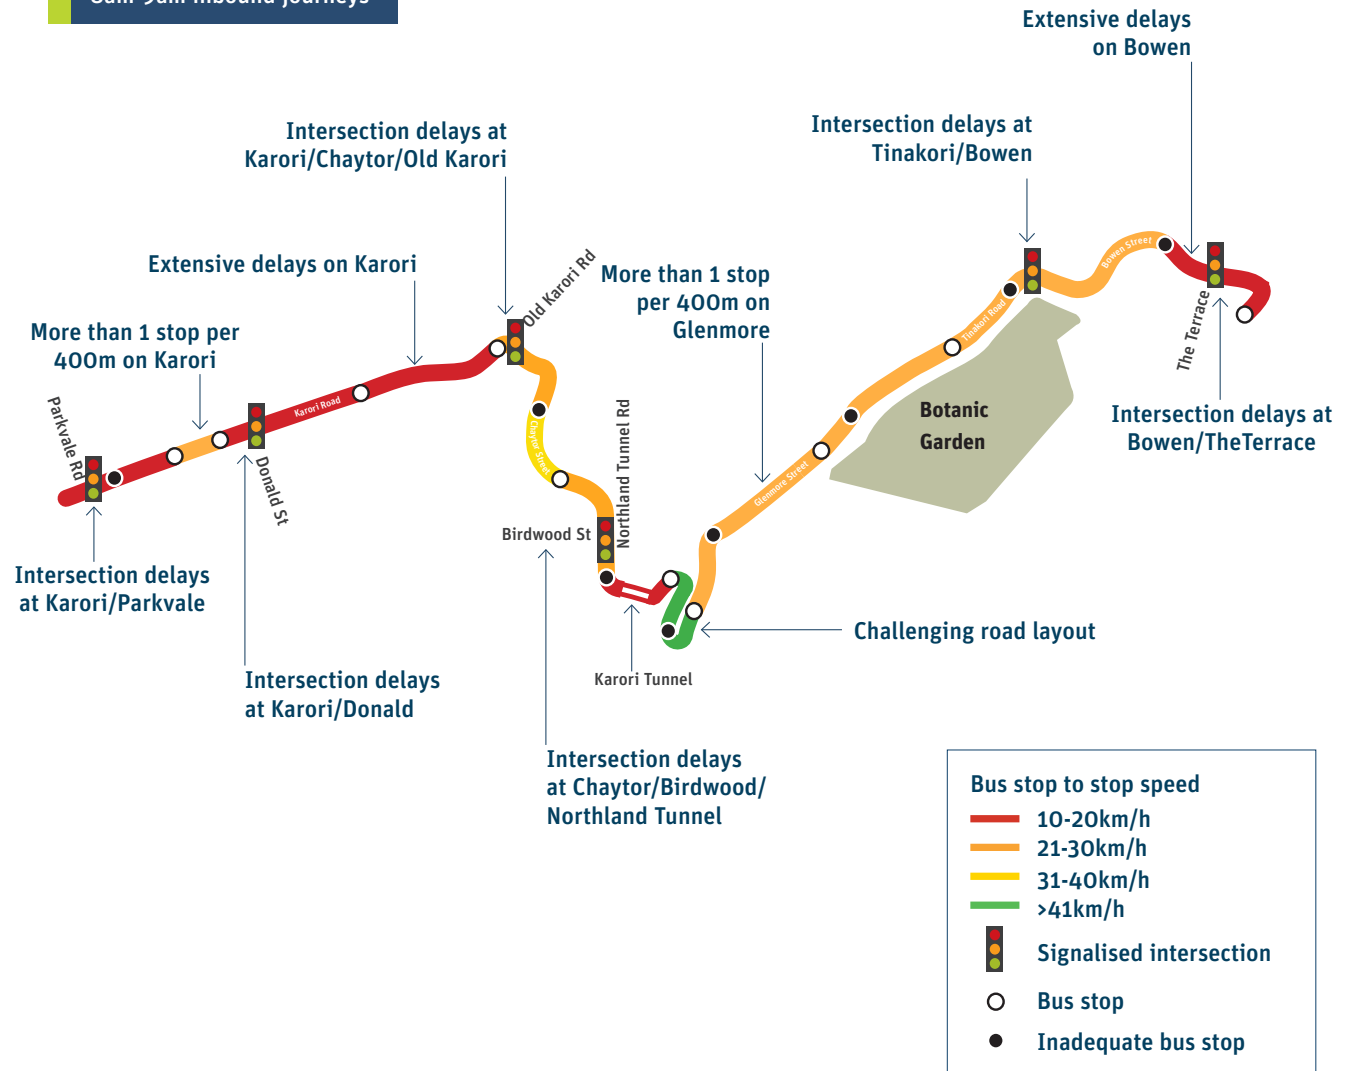 8am-9am inbound journeys
Extensive delays
on Bowen
Intersection delays at
Karori/Chaytor/Old Karori
Intersection delays at
Tinakori/Bowen
Extensive delays on Karori
Old Karori Rd
More than 1 stop
per 400m on
Glenmore
More than 1 stop per
400m on Karori
Bowen Street
Tinakori Road
The Terrace
Parkvale Rd
Karori Road
Donald St
Chaytor Street
Northland Tunnel Rd
Botanic
Garden
Intersection delays at
Bowen/TheTerrace
Glenmore Street
Birdwood St
Intersection delays
at Karori/Parkvale
Challenging road layout
Karori Tunnel
Intersection delays
at Karori/Donald
Intersection delays
at Chaytor/Birdwood/
Northland Tunnel
Bus stop to stop speed
10-20km/h
21-30km/h
31-40km/h
>41km/h
Signalised intersection
Bus stop
Inadequate bus stop